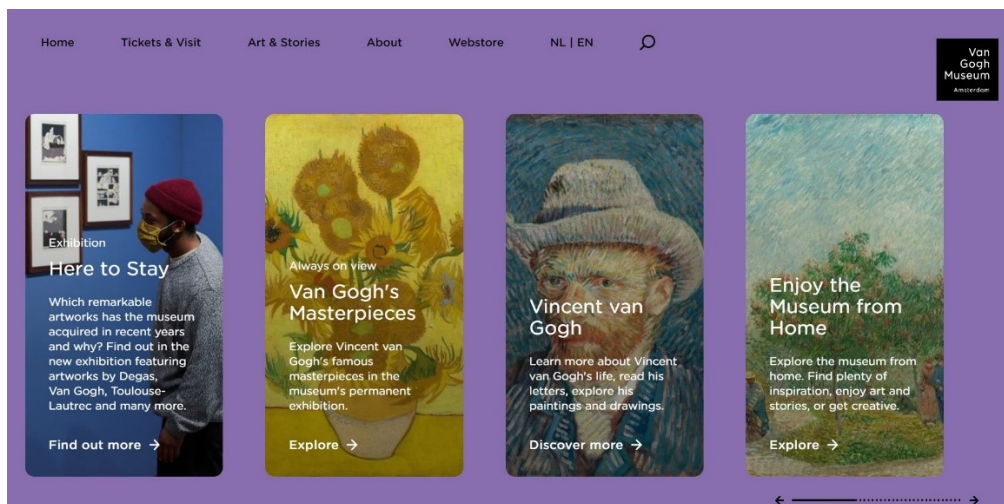 Home Tickets & Visit Art & Stories About Webstore NL | EN
Van
Gogh
Museum
Amsterdam
Exhibition
Here to Stay
Which remarkable
artworks has the museum
acquired in recent years
and why? Find out in the
new exhibition featuring
artworks by Degas,
Van Gogh, Toulouse-
Lautrec and many more.
Find out more →
Always on view
Van Gogh's
Masterpieces
Explore Vincent van
Gogh's famous
masterpieces in the
museum's permanent
exhibition.
Explore →
Vincent van
Gogh
Learn more about Vincent
van Gogh's life, read his
letters, explore his
paintings and drawings.
Discover more →
Enjoy the
Museum from
Home
Explore the museum from
home. Find plenty of
inspiration, enjoy art and
stories, or get creative.
Explore →